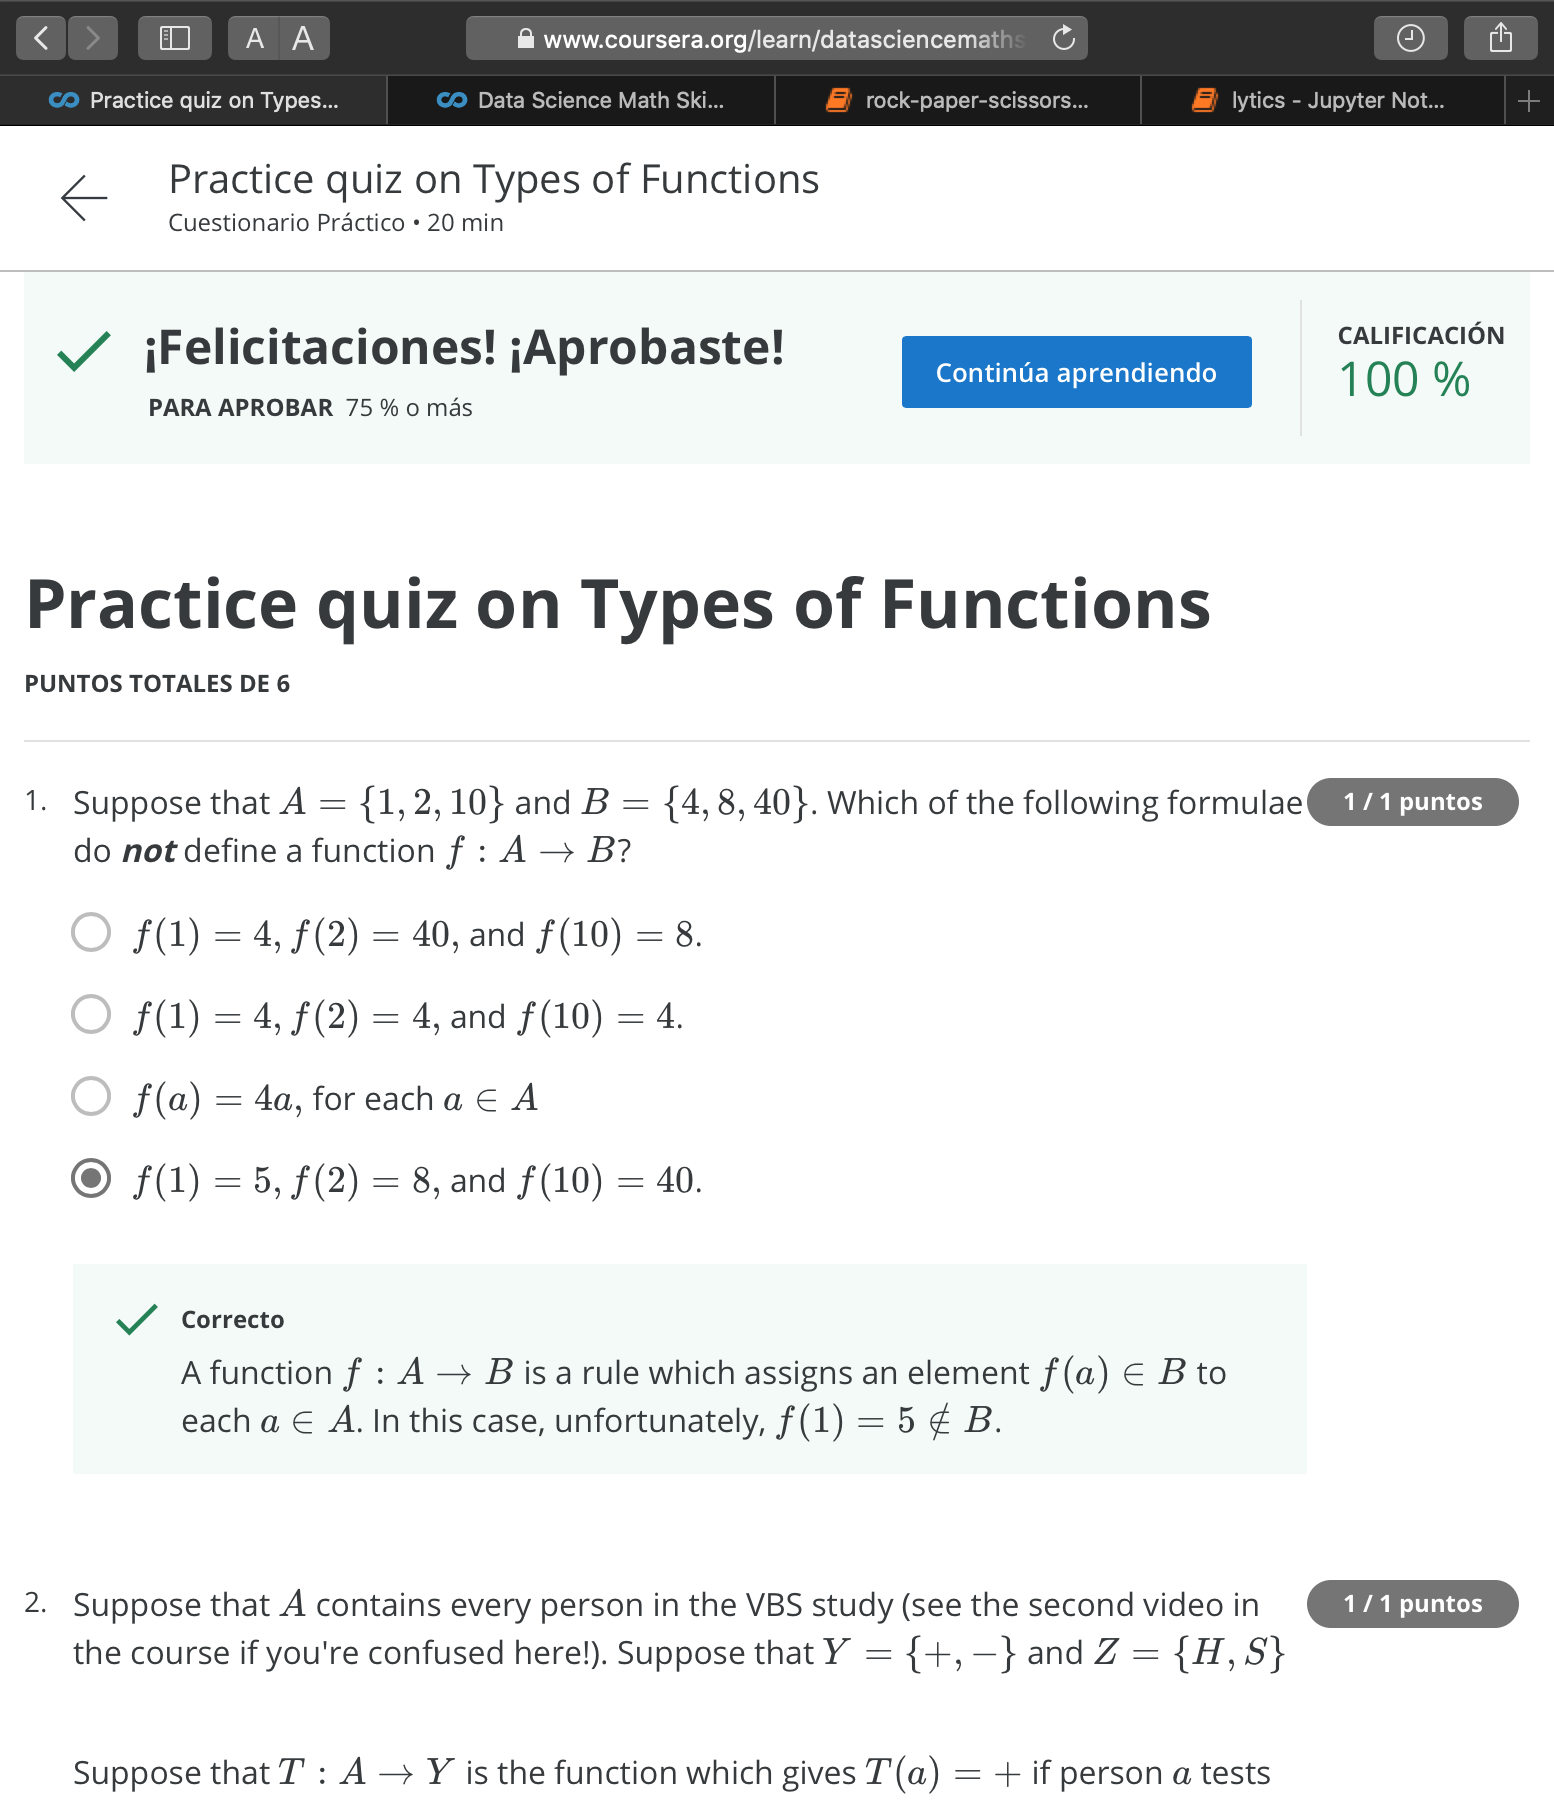 A A
www.coursera.org/learn/datasciencemaths
Practice quiz on Types...
Data Science Math Ski...
rock-paper-scissors...
lytics - Jupyter Not...
Practice quiz on Types of Functions
Cuestionario Práctico • 20 min
¡Felicitaciones! ¡Aprobaste!
PARA APROBAR 75 % o más
Continúa aprendiendo
CALIFICACIÓN
100 %
Practice quiz on Types of Functions
PUNTOS TOTALES DE 6
1. Suppose that A = {1, 2, 10} and B = {4, 8, 40}. Which of the following formulae
1 / 1 puntos
do not define a function f : A → B?
f(1) = 4, f(2) = 40, and f(10) = 8.
f(1) = 4, f(2) = 4, and f(10) = 4.
f(a) = 4a, for each a ∈ A
f(1) = 5, f(2) = 8, and f(10) = 40.
Correcto
A function f : A → B is a rule which assigns an element f(a) ∈ B to
each a ∈ A. In this case, unfortunately, f(1) = 5 ∉ B.
2. Suppose that A contains every person in the VBS study (see the second video in
1 / 1 puntos
the course if you're confused here!). Suppose that Y = {+, −} and Z = {H, S}
Suppose that T : A → Y is the function which gives T(a) = + if person a tests